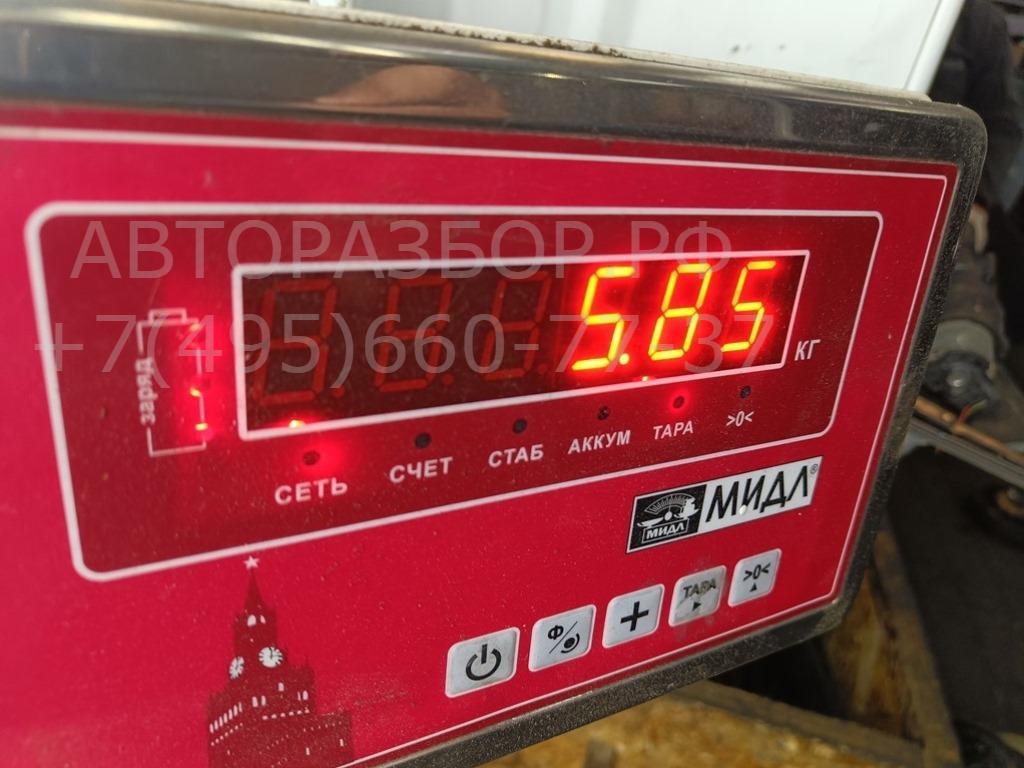 АВТОРАЗБОР.РФ
+7(495)660-77-37
5.85
КГ
заряд
СЕТЬ СЧЕТ СТАБ АККУМ ТАРА >0<
МИДЛ МИДЛ®
Ф ТАРА >0<